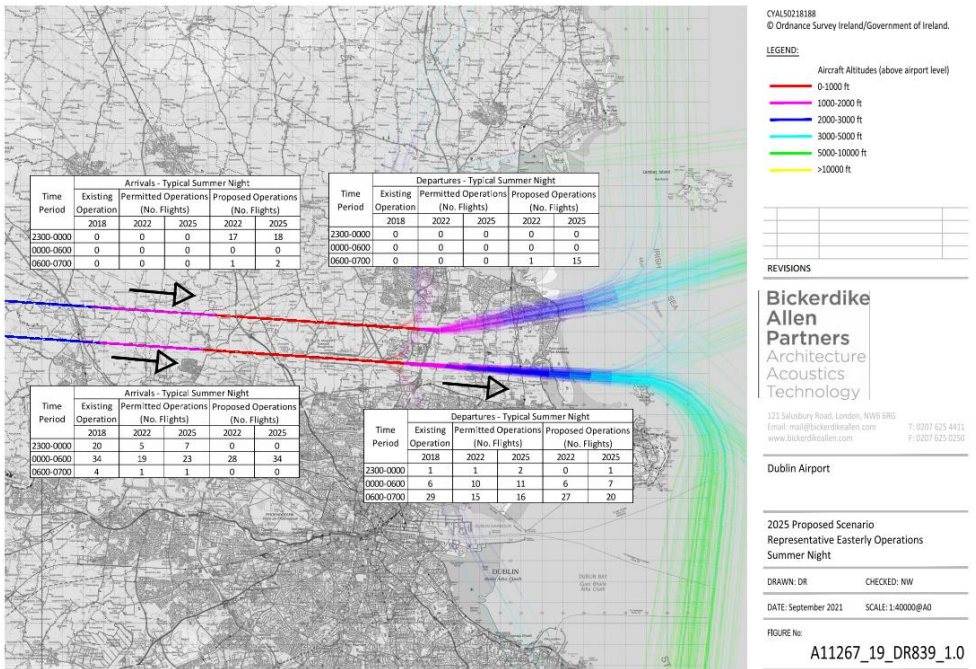 CYAL50218188
© Ordnance Survey Ireland/Government of Ireland.
LEGEND:
Aircraft Altitudes (above airport level)
0-1000 ft
1000-2000 ft
2000-3000 ft
3000-5000 ft
5000-10000 ft
>10000 ft
Arrivals - Typical Summer Night
Time Period Existing Operation Permitted Operations (No. Flights) Proposed Operations (No. Flights)
2018 2022 2025 2022 2025
2300-0000 0 0 0 17 18
0000-0600 0 0 0 0 0
0600-0700 0 0 0 1 2
Departures - Typical Summer Night
Time Period Existing Operation Permitted Operations (No. Flights) Proposed Operations (No. Flights)
2018 2022 2025 2022 2025
2300-0000 0 0 0 0 0
0000-0600 0 0 0 0 0
0600-0700 0 0 0 1 15
Arrivals - Typical Summer Night
Time Period Existing Operation Permitted Operations (No. Flights) Proposed Operations (No. Flights)
2018 2022 2025 2022 2025
2300-0000 20 5 7 0 0
0000-0600 34 19 23 28 34
0600-0700 4 1 1 0 0
Departures - Typical Summer Night
Time Period Existing Operation Permitted Operations (No. Flights) Proposed Operations (No. Flights)
2018 2022 2025 2022 2025
2300-0000 1 1 2 0 1
0000-0600 6 10 11 6 7
0600-0700 29 15 16 27 20
IRISH
SEA
DUBLIN
DUBLIN BAY
REVISIONS
Bickerdike
Allen
Partners
Architecture
Acoustics
Technology
121 Salusbury Road, London, NW6 6RG
Email: mail@bickerdikeallen.com T: 0207 625 4411
www.bickerdikeallen.com F: 0207 625 0250
Dublin Airport
2025 Proposed Scenario
Representative Easterly Operations
Summer Night
DRAWN: DR CHECKED: NW
DATE: September 2021 SCALE: 1:40000@A0
FIGURE No:
A11267_19_DR839_1.0